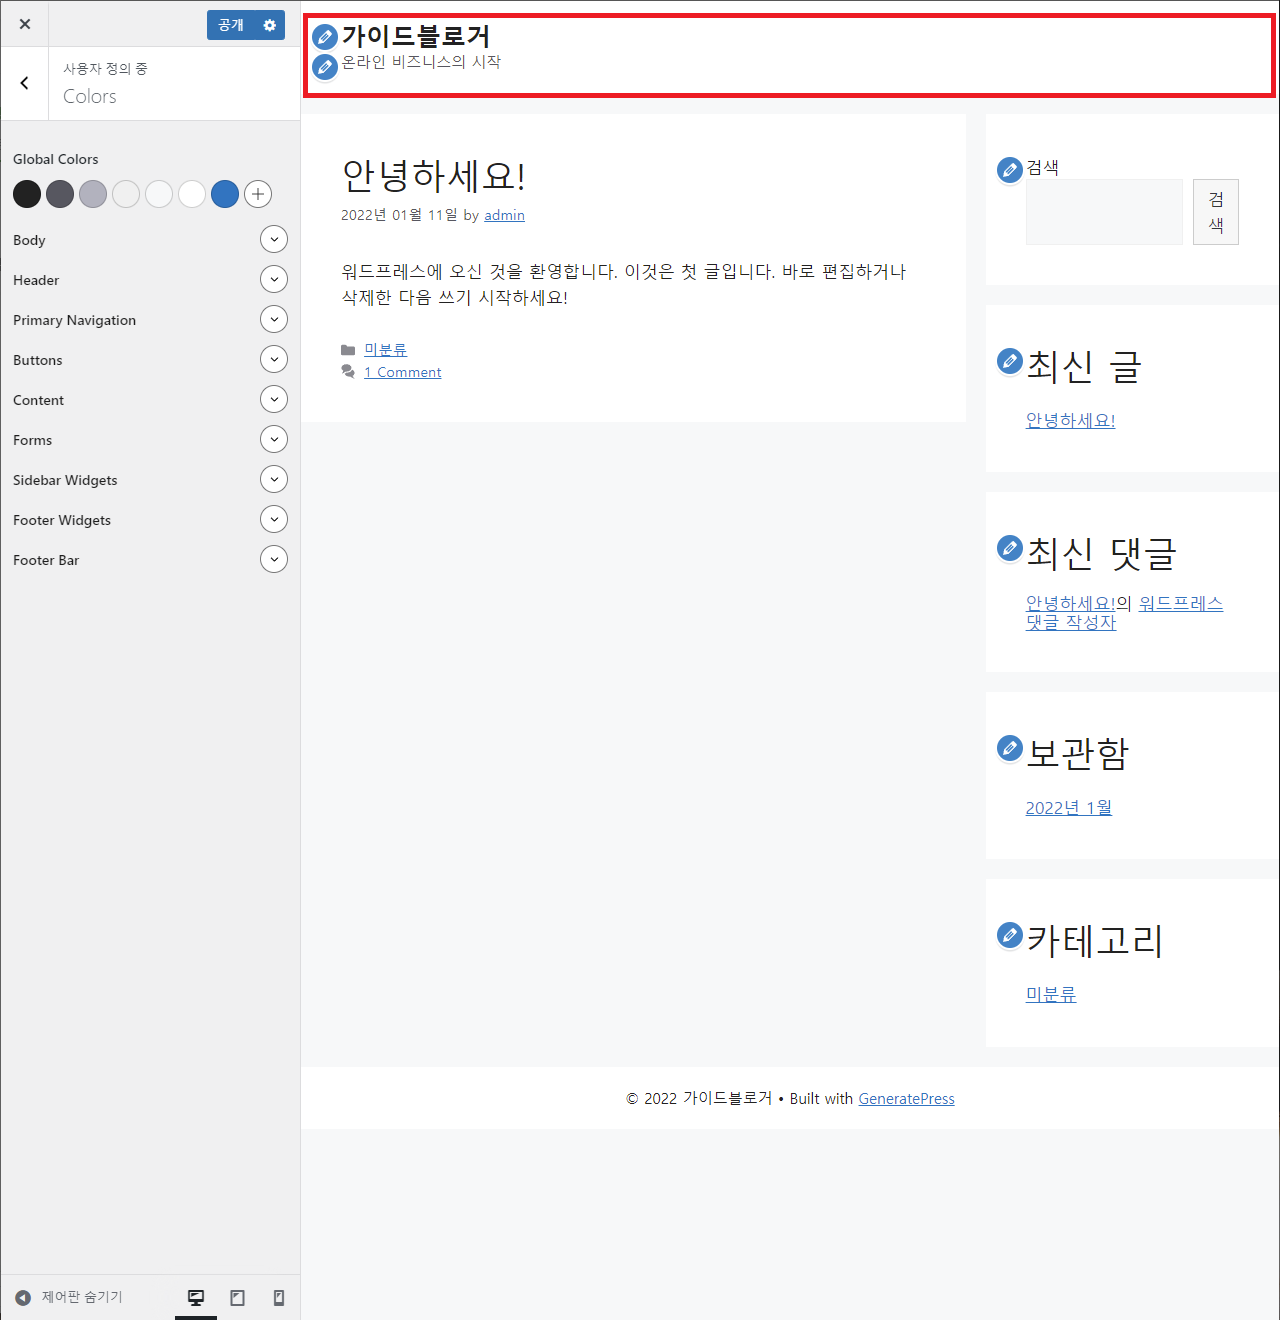 공개
사용자 정의 중
Colors
Global Colors
Body
Header
Primary Navigation
Buttons
Content
Forms
Sidebar Widgets
Footer Widgets
Footer Bar
제어판 숨기기
가이드블로거
온라인 비즈니스의 시작
안녕하세요!
2022년 01월 11일 by admin
워드프레스에 오신 것을 환영합니다. 이것은 첫 글입니다. 바로 편집하거나
삭제한 다음 쓰기 시작하세요!
미분류
1 Comment
검색
검
색
최신 글
안녕하세요!
최신 댓글
안녕하세요!의 워드프레스
댓글 작성자
보관함
2022년 1월
카테고리
미분류
© 2022 가이드블로거 • Built with GeneratePress